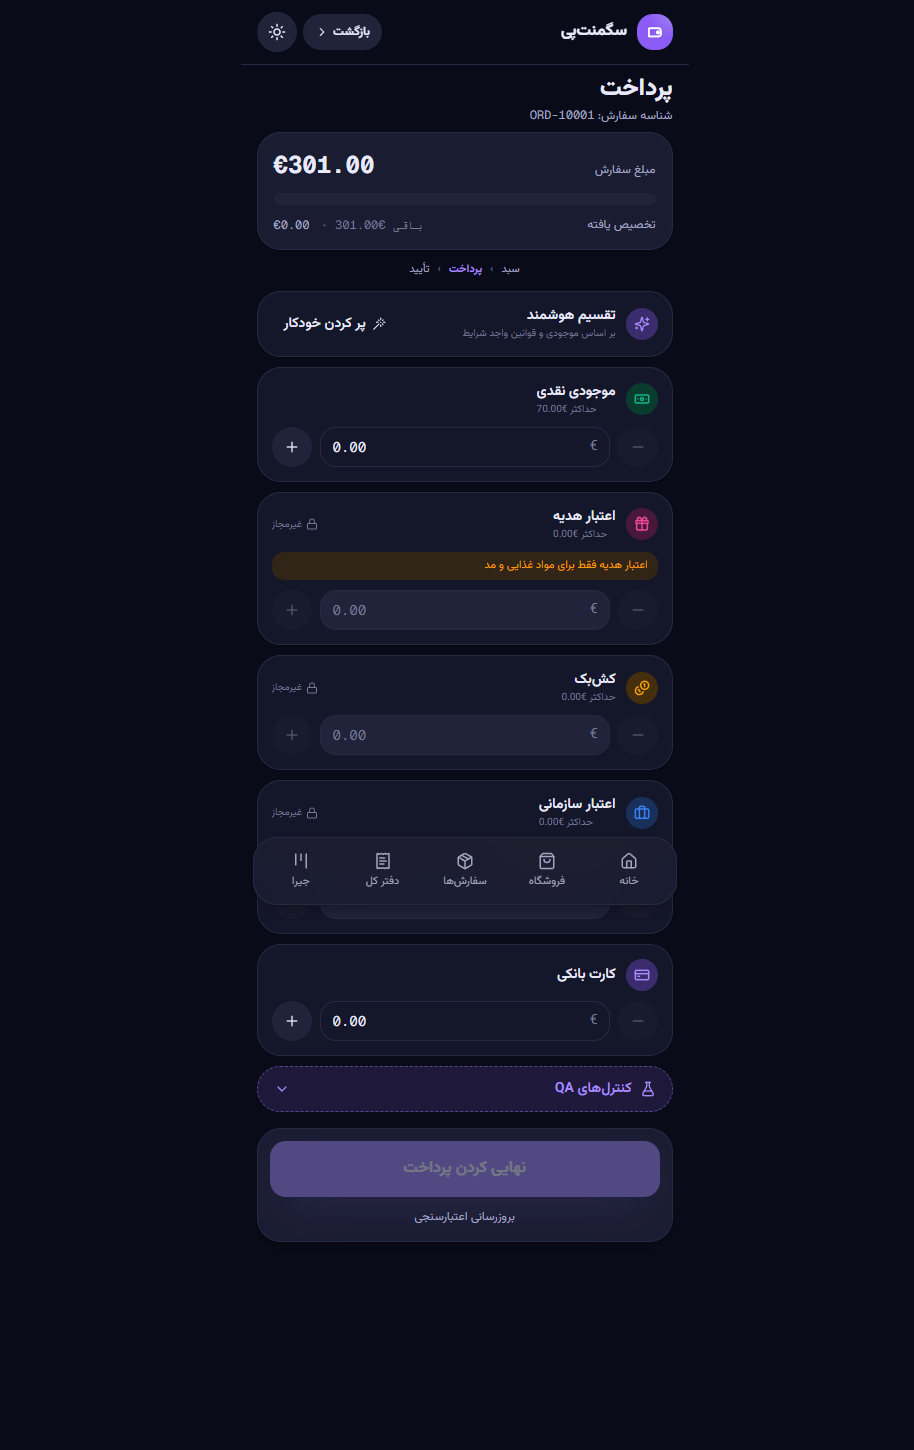 سگمنت‌پی
بازگشت
پرداخت
شناسه سفارش: ORD-10001
مبلغ سفارش
€301.00
تخصیص یافته
€0.00 · باقی €301.00
سبد › پرداخت › تأیید
تقسیم هوشمند
بر اساس موجودی و قوانین واجد شرایط
پر کردن خودکار
موجودی نقدی
حداکثر €70.00
€ 0.00
اعتبار هدیه
حداکثر €0.00
غیرمجاز
اعتبار هدیه فقط برای مواد غذایی و مد
€ 0.00
کش‌بک
حداکثر €0.00
غیرمجاز
€ 0.00
اعتبار سازمانی
حداکثر €0.00
غیرمجاز
خانه
فروشگاه
سفارش‌ها
دفتر کل
جیرا
کارت بانکی
€ 0.00
کنترل‌های QA
نهایی کردن پرداخت
بروزرسانی اعتبارسنجی